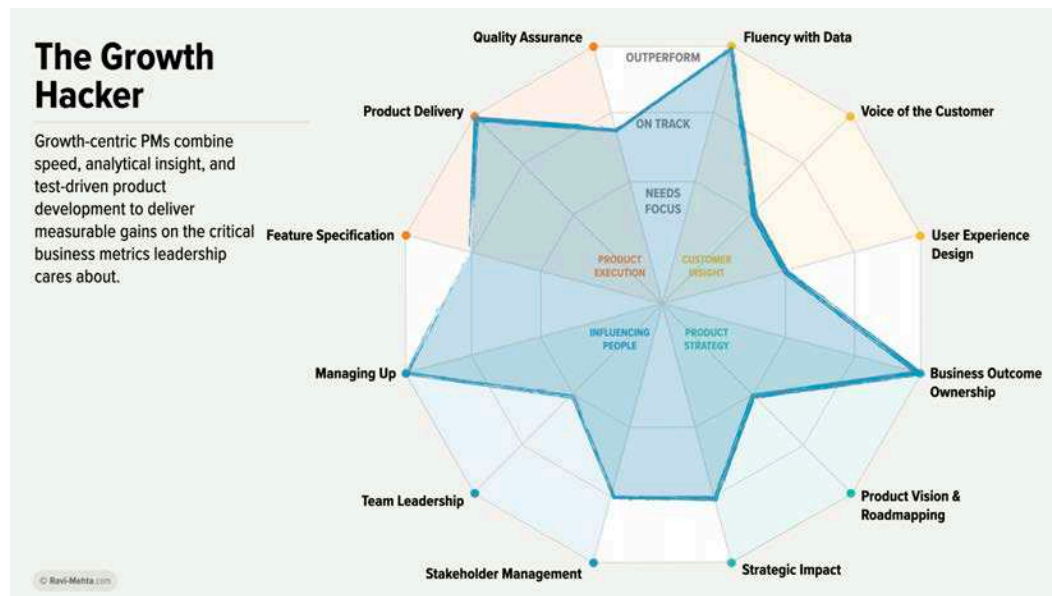 The Growth
Hacker
Growth-centric PMs combine
speed, analytical insight, and
test-driven product
development to deliver
measurable gains on the critical
business metrics leadership
cares about.
Quality Assurance
Fluency with Data
OUTPERFORM
Product Delivery
Voice of the Customer
ON TRACK
NEEDS
FOCUS
Feature Specification
User Experience
Design
PRODUCT
EXECUTION
CUSTOMER
INSIGHT
INFLUENCING
PEOPLE
PRODUCT
STRATEGY
Managing Up
Business Outcome
Ownership
Team Leadership
Product Vision &
Roadmapping
Stakeholder Management
Strategic Impact
© Ravi-Mehta.com